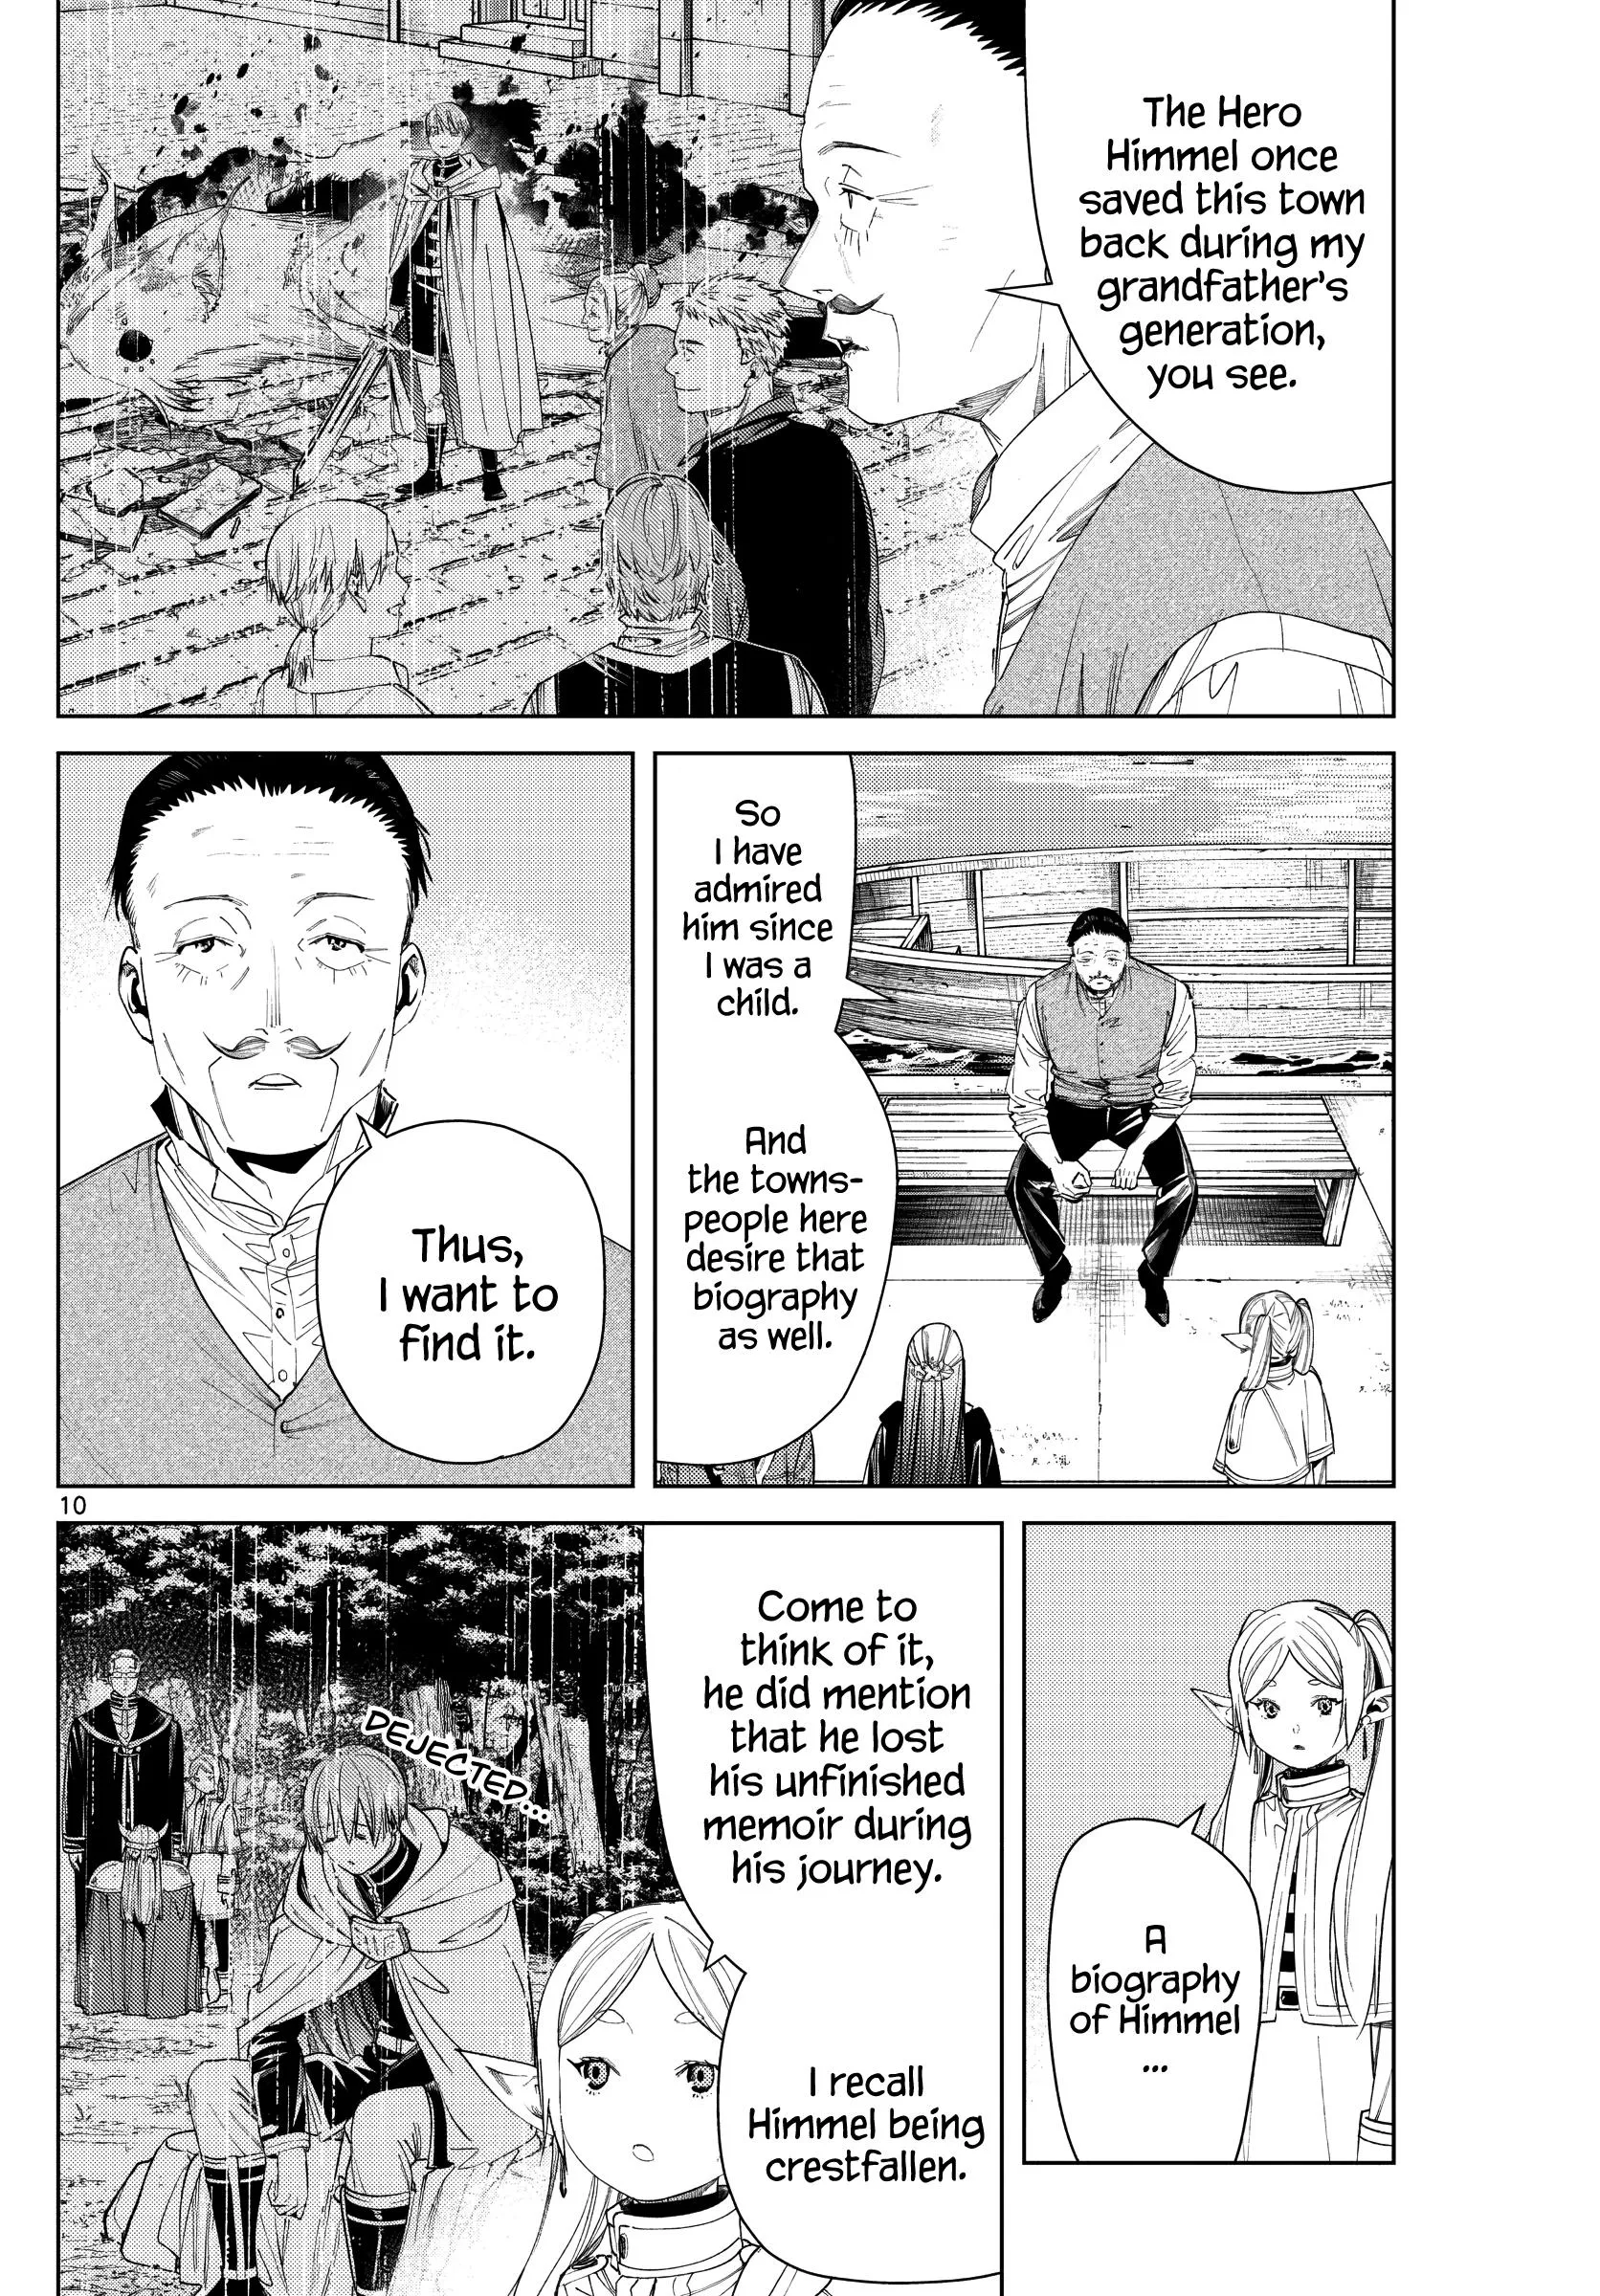 The Hero
Himmel once
saved this town
back during my
grandfather's
generation,
you see.
So
I have
admired
him since
I was a
child.
And
the towns-
people here
desire that
biography
as well.
Thus,
I want to
find it.
10
A
biography
of Himmel
...
Come to
think of it,
he did mention
that he lost
his unfinished
memoir during
his journey.
I recall
Himmel being
crestfallen.
DEJECTED...